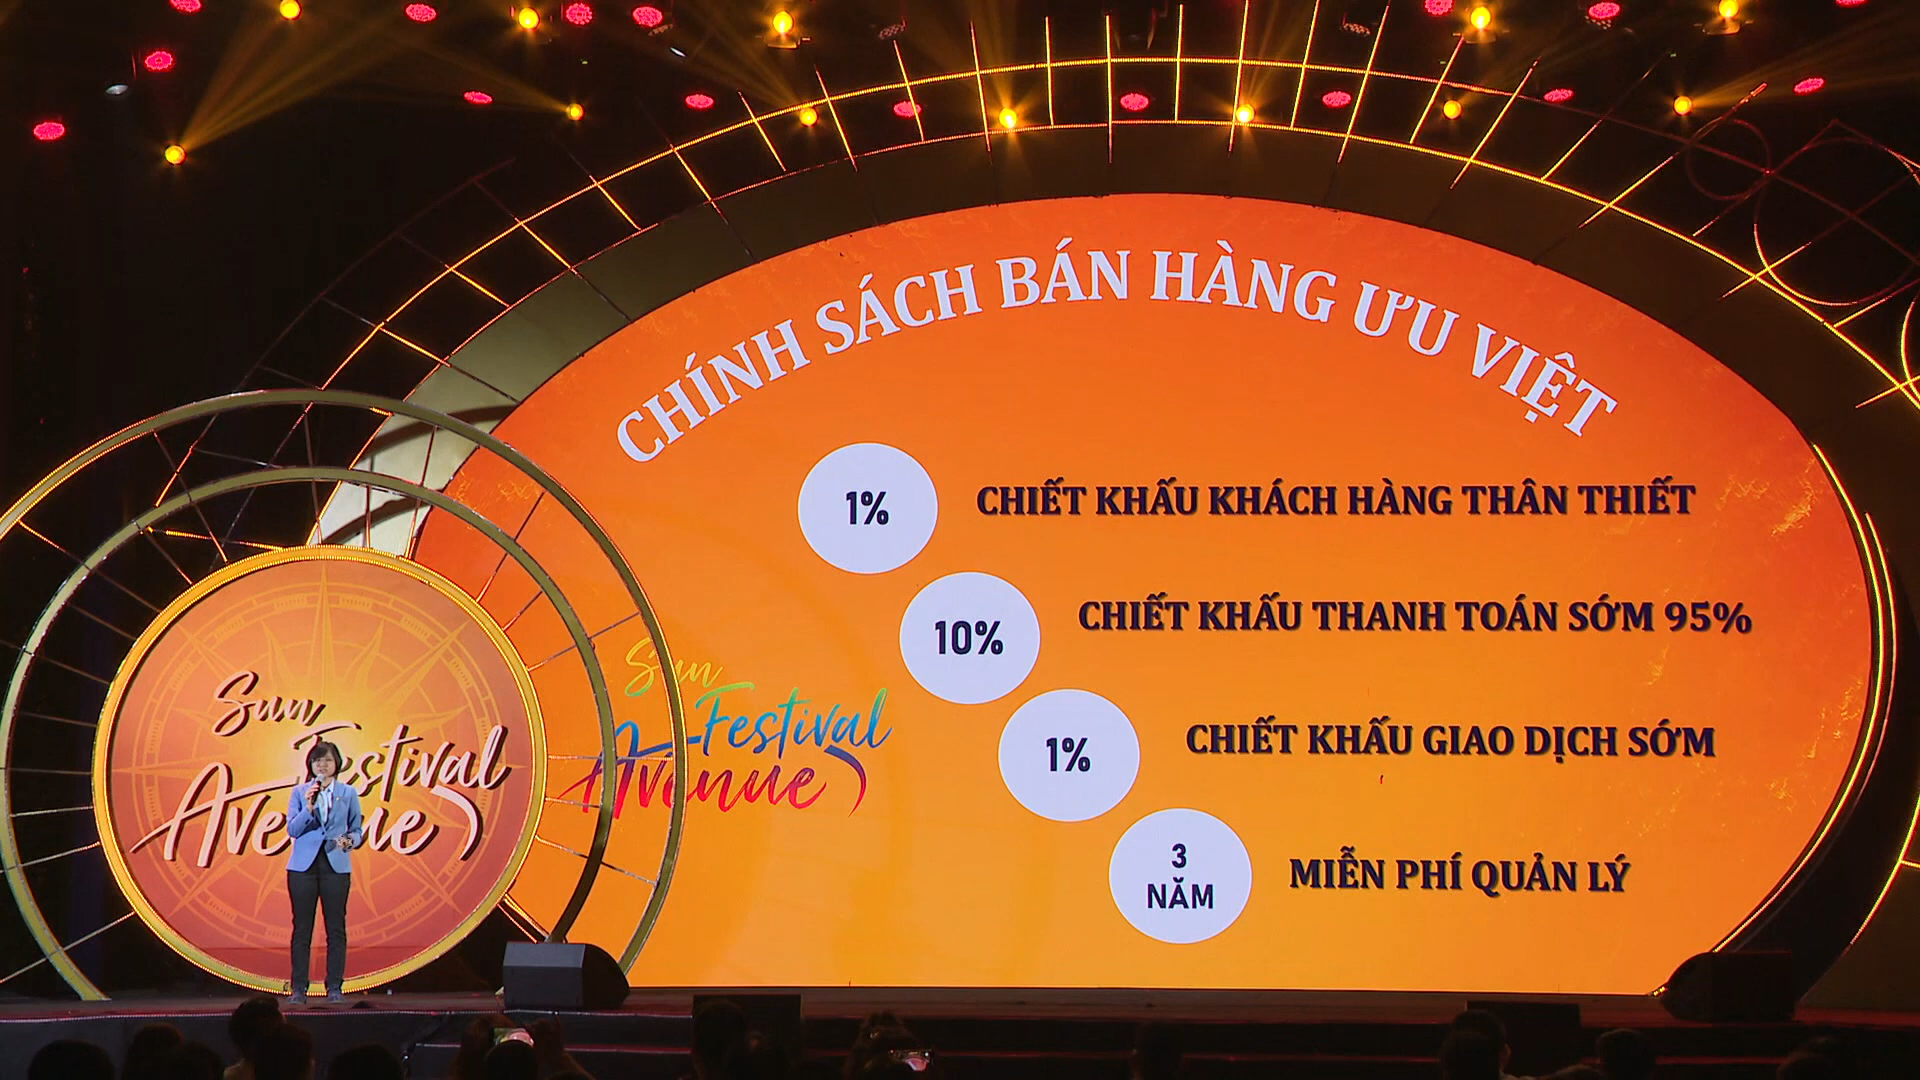 CHÍNH SÁCH BÁN HÀNG ƯU VIỆT
1% CHIẾT KHẤU KHÁCH HÀNG THÂN THIẾT
10% CHIẾT KHẤU THANH TOÁN SỚM 95%
1% CHIẾT KHẤU GIAO DỊCH SỚM
3 NĂM MIỄN PHÍ QUẢN LÝ
Sun
Festival
Avenue
Sun
Festival
Avenue